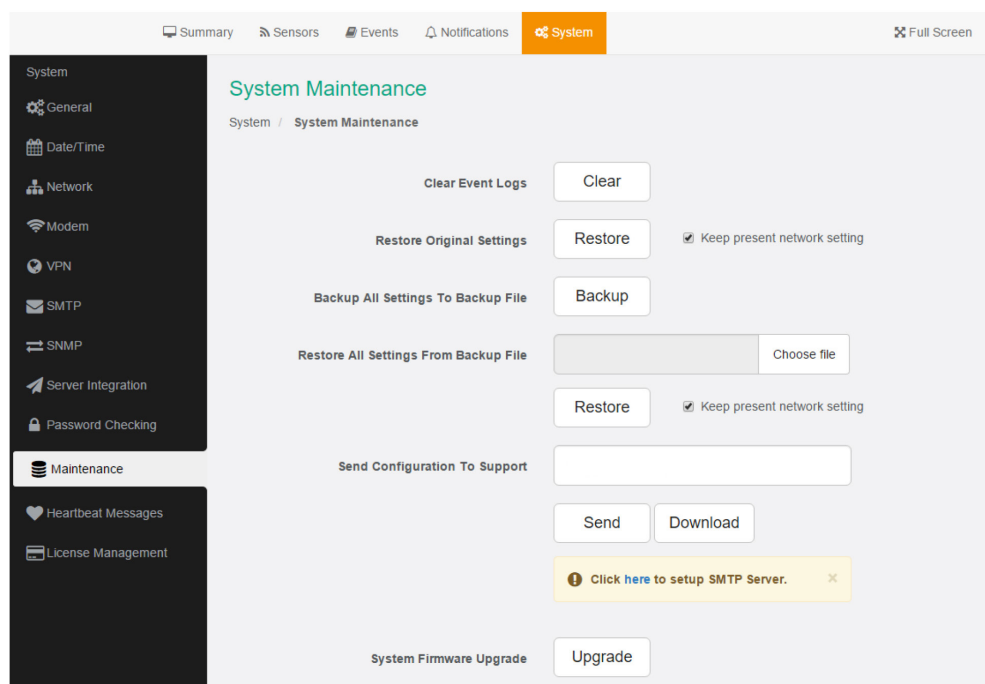 Summary Sensors Events Notifications System Full Screen
System
General
Date/Time
Network
Modem
VPN
SMTP
SNMP
Server Integration
Password Checking
Maintenance
Heartbeat Messages
License Management
System Maintenance
System / System Maintenance
Clear Event Logs Clear
Restore Original Settings Restore Keep present network setting
Backup All Settings To Backup File Backup
Restore All Settings From Backup File Choose file
Restore Keep present network setting
Send Configuration To Support
Send Download
Click here to setup SMTP Server. ×
System Firmware Upgrade Upgrade